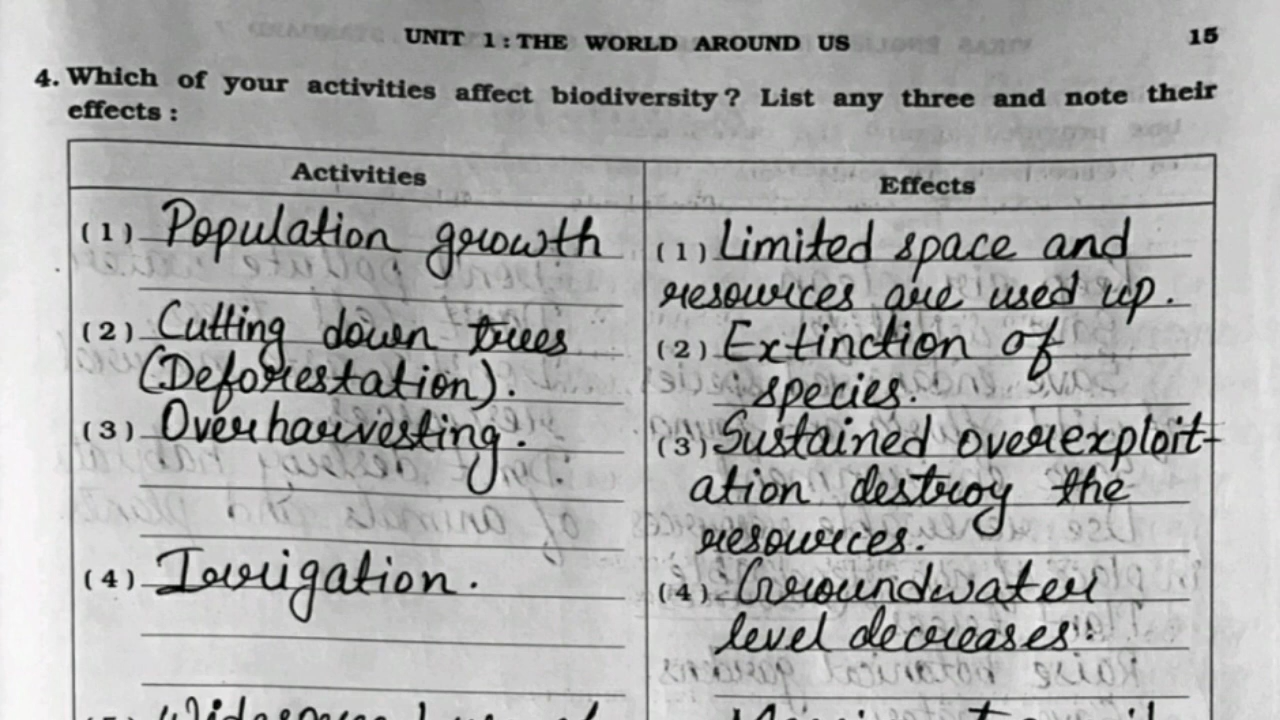 UNIT 1 : THE WORLD AROUND US 15
4. Which of your activities affect biodiversity? List any three and note their
effects :
Activities
Effects
(1) Population growth
(1) Limited space and
resources are used up.
(2) Cutting down trees
(Deforestation).
(2) Extinction of
species.
(3) Overharvesting.
(3) Sustained overexploit-
ation destroy the
resources.
(4) Irrigation.
(4) Groundwater
level decreases.